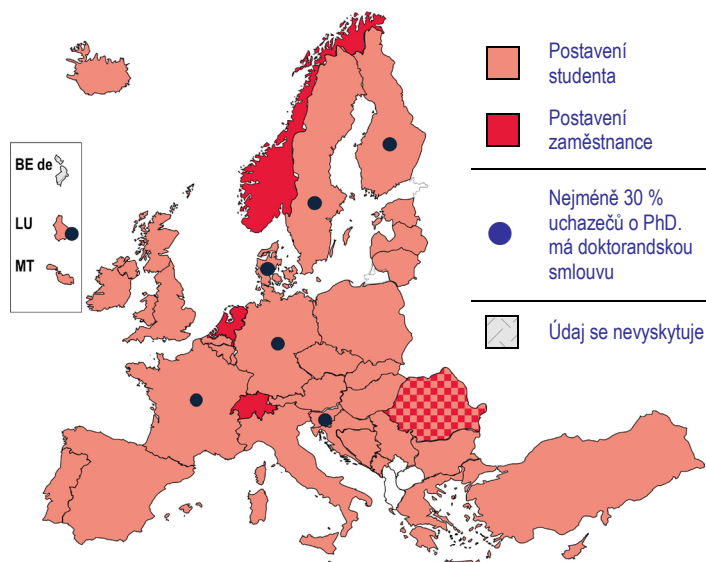 Postavení
studenta
Postavení
zaměstnance
BE de
LU
MT
Nejméně 30 %
uchazečů o PhD.
má doktorandskou
smlouvu
Údaj se nevyskytuje